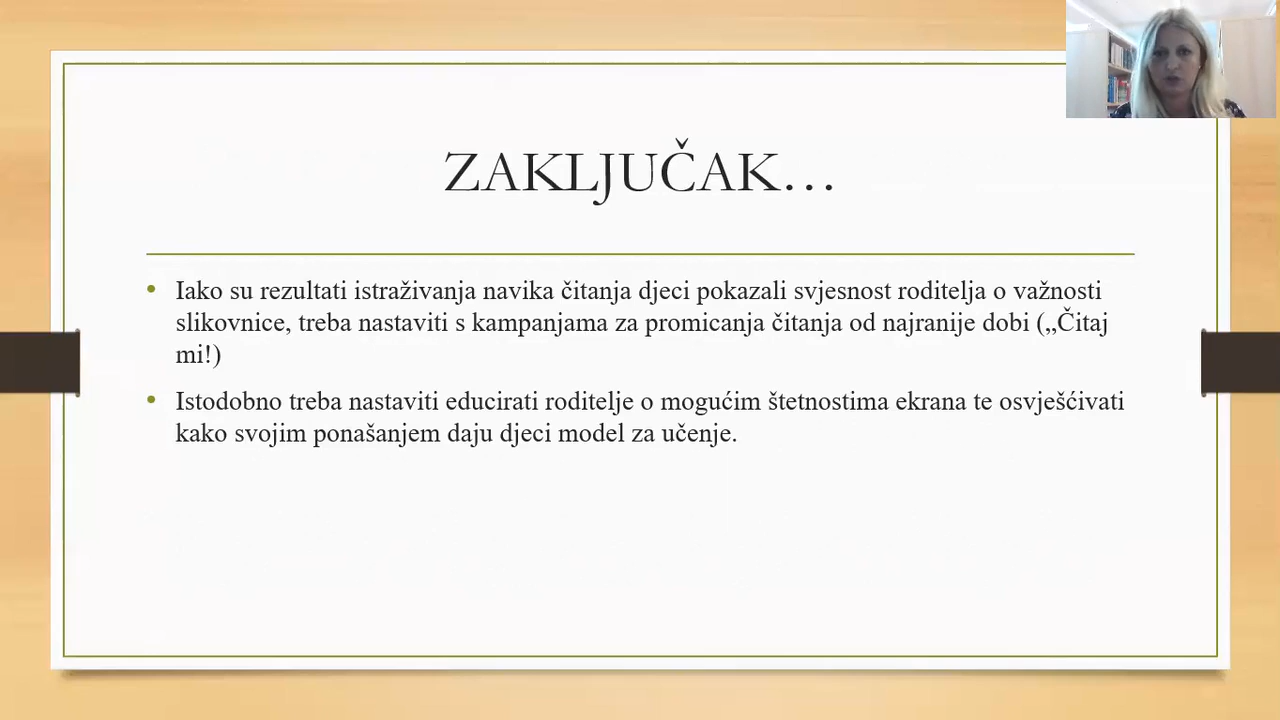 ZAKLJUČAK...
• Iako su rezultati istraživanja navika čitanja djeci pokazali svjesnost roditelja o važnosti
slikovnice, treba nastaviti s kampanjama za promicanja čitanja od najranije dobi („Čitaj
mi!)
• Istodobno treba nastaviti educirati roditelje o mogućim štetnostima ekrana te osvješćivati
kako svojim ponašanjem daju djeci model za učenje.